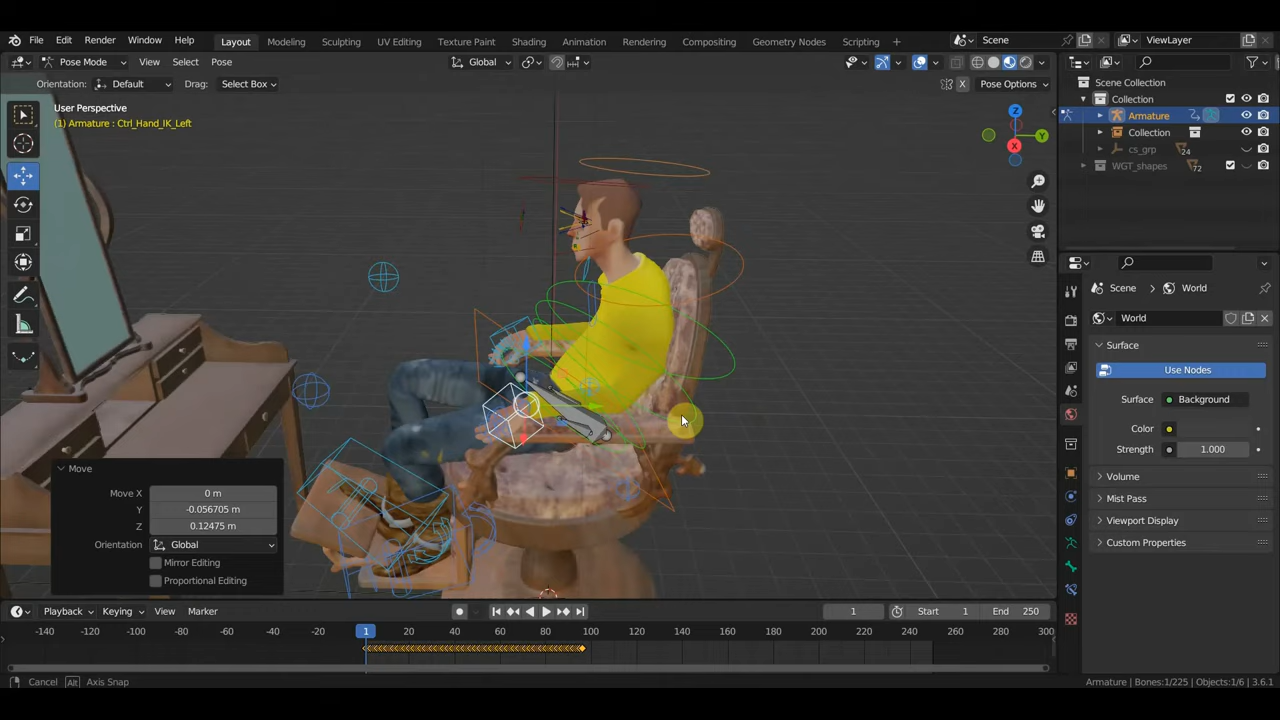 File Edit Render Window Help
Layout Modeling Sculpting UV Editing Texture Paint Shading Animation Rendering Compositing Geometry Nodes Scripting +
Scene ViewLayer
Pose Mode View Select Pose Global
Orientation: Default Drag: Select Box X Pose Options
User Perspective
(1) Armature : Ctrl_Hand_IK_Left
Z
Y
X
Scene Collection
Collection
Armature
Collection
cs_grp 24
WGT_shapes 72
Scene World
World
Surface
Use Nodes
Surface Background
Color
Strength 1.000
Volume
Mist Pass
Viewport Display
Custom Properties
Move
Move X 0 m
Y -0.056705 m
Z 0.12475 m
Orientation Global
Mirror Editing
Proportional Editing
Playback Keying View Marker 1 Start 1 End 250
-140 -120 -100 -80 -60 -40 -20 1 20 40 60 80 100 120 140 160 180 200 220 240 260 280 300
Cancel Alt Axis Snap Armature | Bones:1/225 | Objects:1/6 | 3.6.1